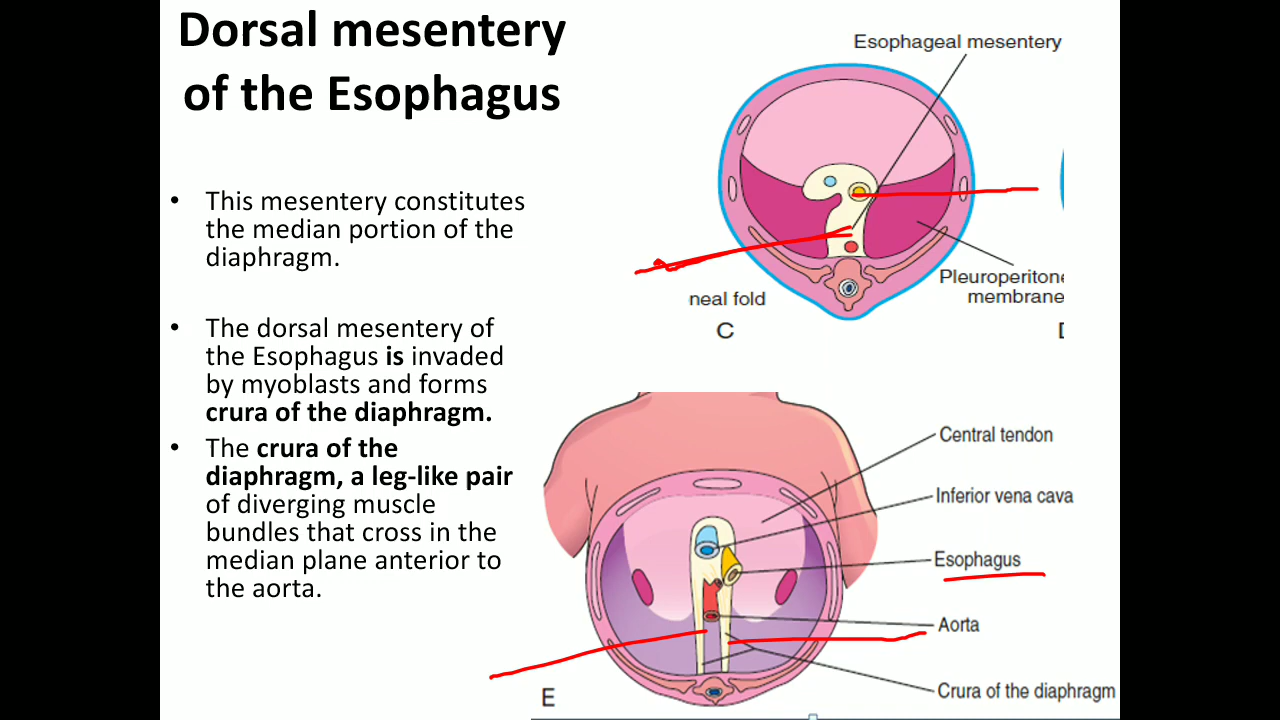 Dorsal mesentery
of the Esophagus
• This mesentery constitutes
the median portion of the
diaphragm.
• The dorsal mesentery of
the Esophagus is invaded
by myoblasts and forms
crura of the diaphragm.
• The crura of the
diaphragm, a leg-like pair
of diverging muscle
bundles that cross in the
median plane anterior to
the aorta.
Esophageal mesentery
Pleuroperitone
membrane
neal fold
C
Central tendon
Inferior vena cava
Esophagus
Aorta
Crura of the diaphragm
E